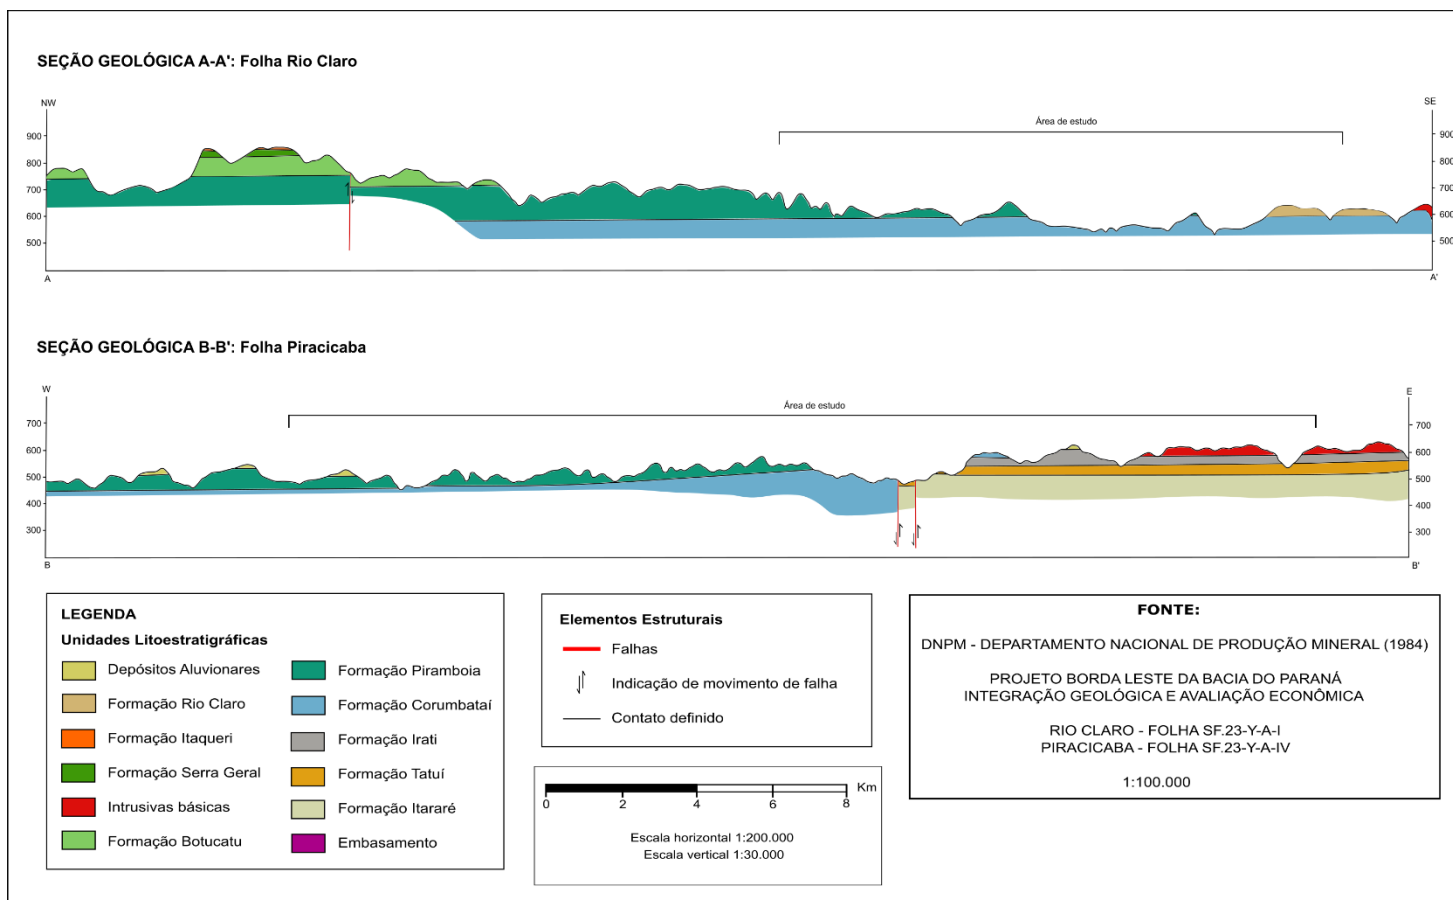 SEÇÃO GEOLÓGICA A-A': Folha Rio Claro
NW
SE
Área de estudo
900
800
700
600
500
900
800
700
600
500
A
A'
SEÇÃO GEOLÓGICA B-B': Folha Piracicaba
W
E
Área de estudo
700
600
500
400
300
700
600
500
400
300
B
B'
LEGENDA
Unidades Litoestratigráficas
Depósitos Aluvionares
Formação Rio Claro
Formação Itaqueri
Formação Serra Geral
Intrusivas básicas
Formação Botucatu
Formação Piramboia
Formação Corumbataí
Formação Irati
Formação Tatuí
Formação Itararé
Embasamento
Elementos Estruturais
Falhas
Indicação de movimento de falha
Contato definido
0 2 4 6 8 Km
Escala horizontal 1:200.000
Escala vertical 1:30.000
FONTE:
DNPM - DEPARTAMENTO NACIONAL DE PRODUÇÃO MINERAL (1984)
PROJETO BORDA LESTE DA BACIA DO PARANÁ
INTEGRAÇÃO GEOLÓGICA E AVALIAÇÃO ECONÔMICA
RIO CLARO - FOLHA SF.23-Y-A-I
PIRACICABA - FOLHA SF.23-Y-A-IV
1:100.000